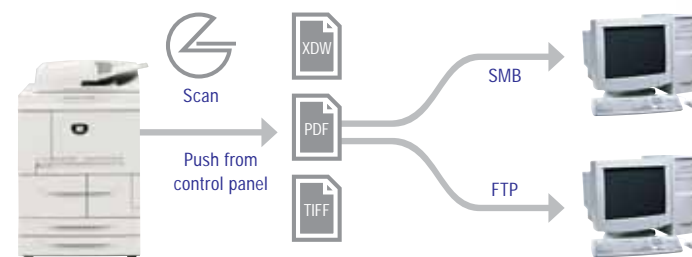 Scan
Push from
control panel
XDW
PDF
TIFF
SMB
FTP